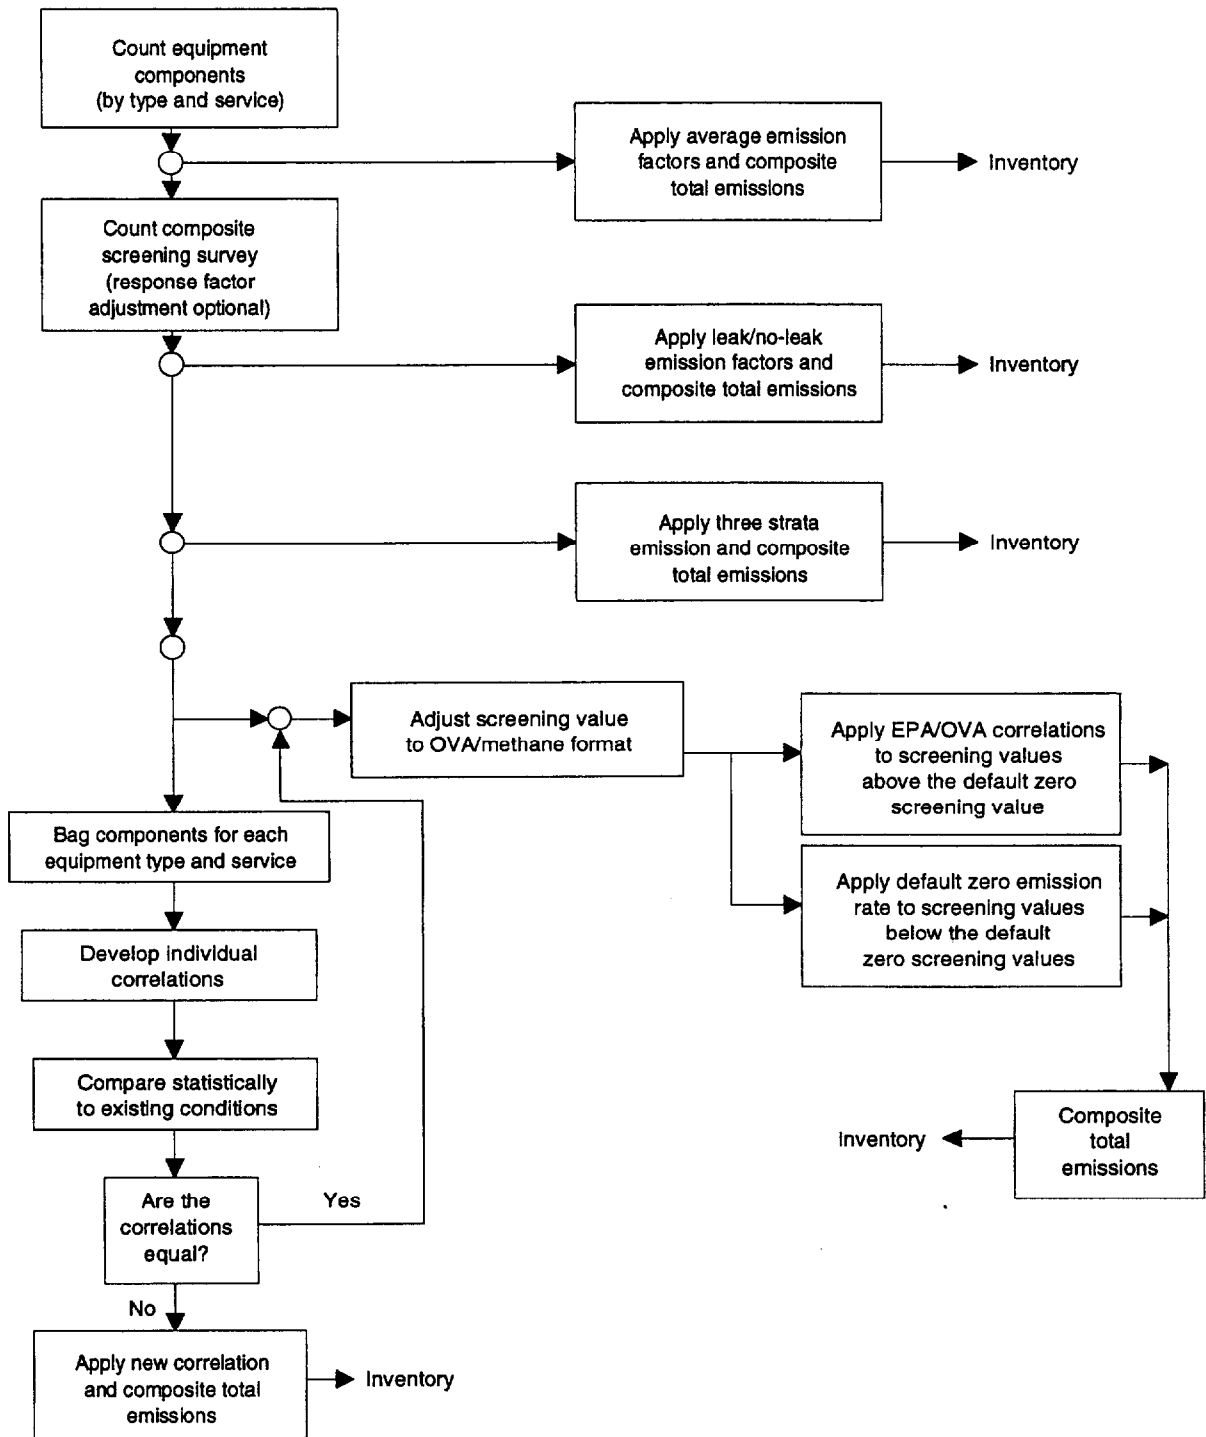 Count equipment
components
(by type and service)
Apply average emission
factors and composite
total emissions
Inventory
Count composite
screening survey
(response factor
adjustment optional)
Apply leak/no-leak
emission factors and
composite total emissions
Inventory
Apply three strata
emission and composite
total emissions
Inventory
Adjust screening value
to OVA/methane format
Apply EPA/OVA correlations
to screening values
above the default zero
screening value
Bag components for each
equipment type and service
Apply default zero emission
rate to screening values
below the default
zero screening values
Develop individual
correlations
Compare statistically
to existing conditions
Composite
total
emissions
Inventory
Are the
correlations
equal?
Yes
No
Apply new correlation
and composite total
emissions
Inventory